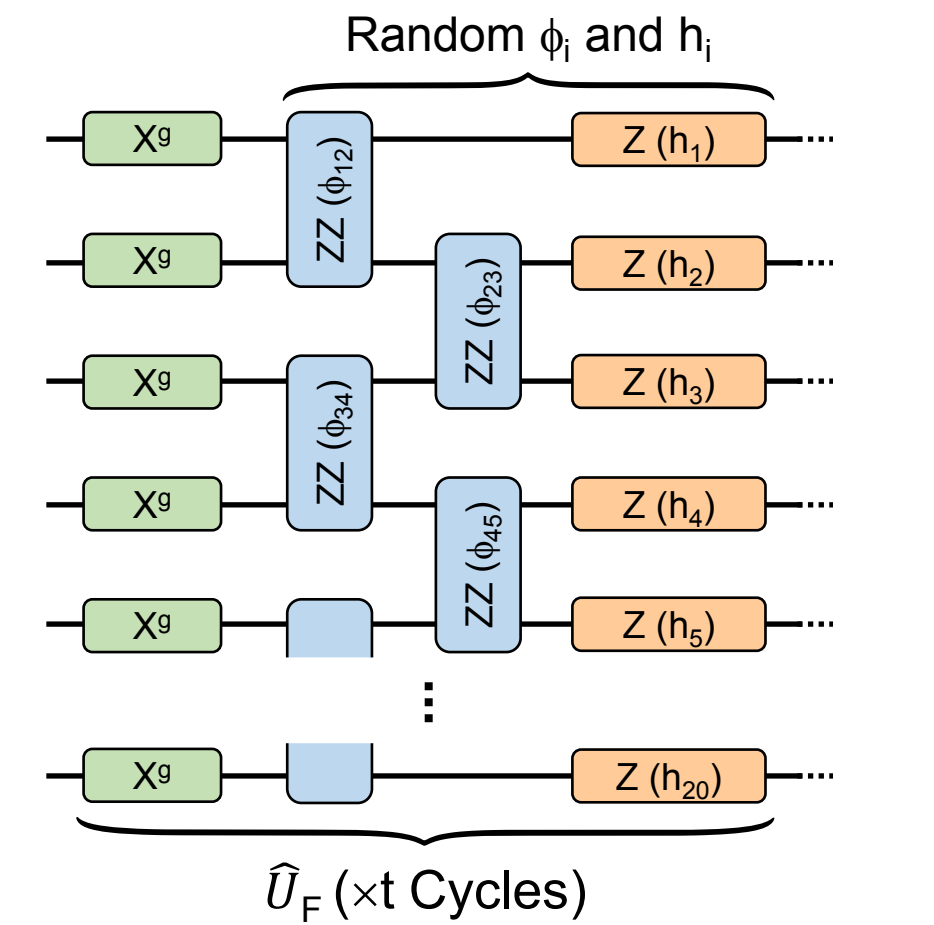 Random ϕᵢ and hᵢ
Xᵍ
ZZ (ϕ₁₂)
Z (h₁)
Xᵍ
ZZ (ϕ₂₃)
Z (h₂)
Xᵍ
ZZ (ϕ₃₄)
Z (h₃)
Xᵍ
ZZ (ϕ₄₅)
Z (h₄)
Xᵍ
Z (h₅)
Xᵍ
Z (h₂₀)
Û_F (×t Cycles)